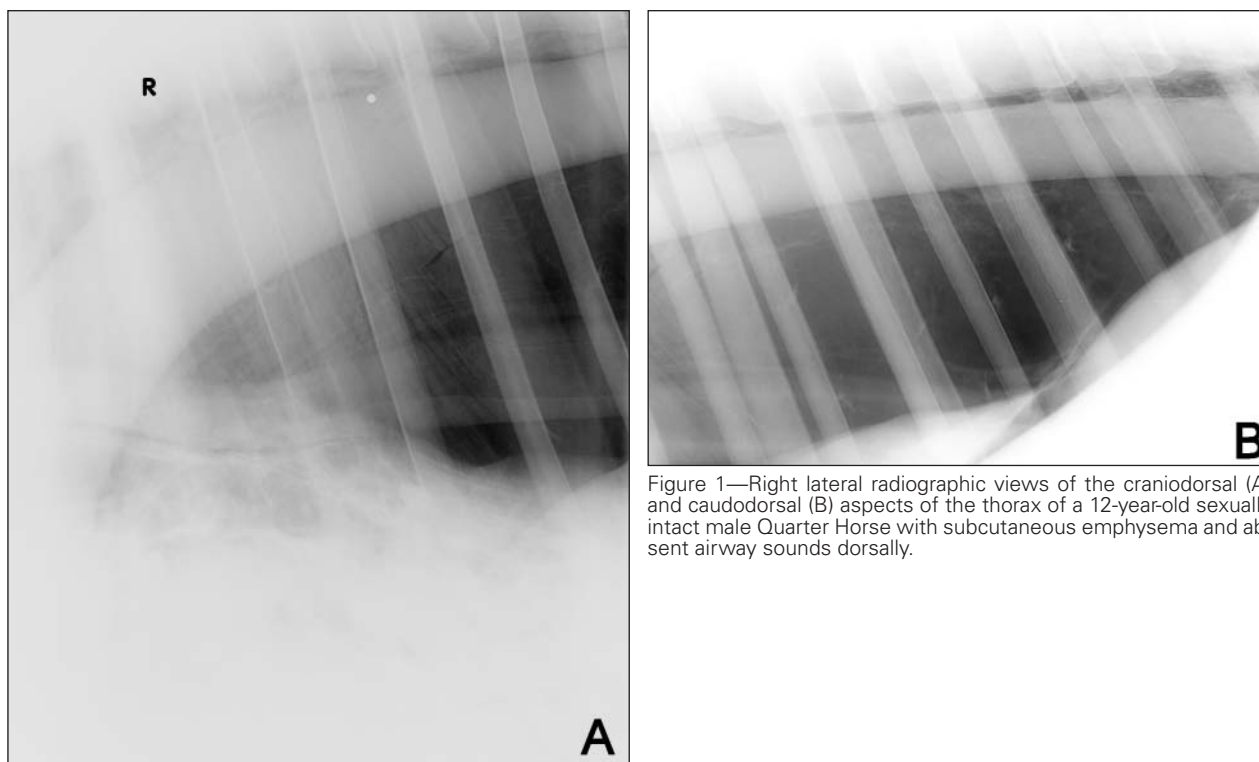 R
A
B
Figure 1—Right lateral radiographic views of the craniodorsal (A
and caudodorsal (B) aspects of the thorax of a 12-year-old sexuall
intact male Quarter Horse with subcutaneous emphysema and ab
sent airway sounds dorsally.